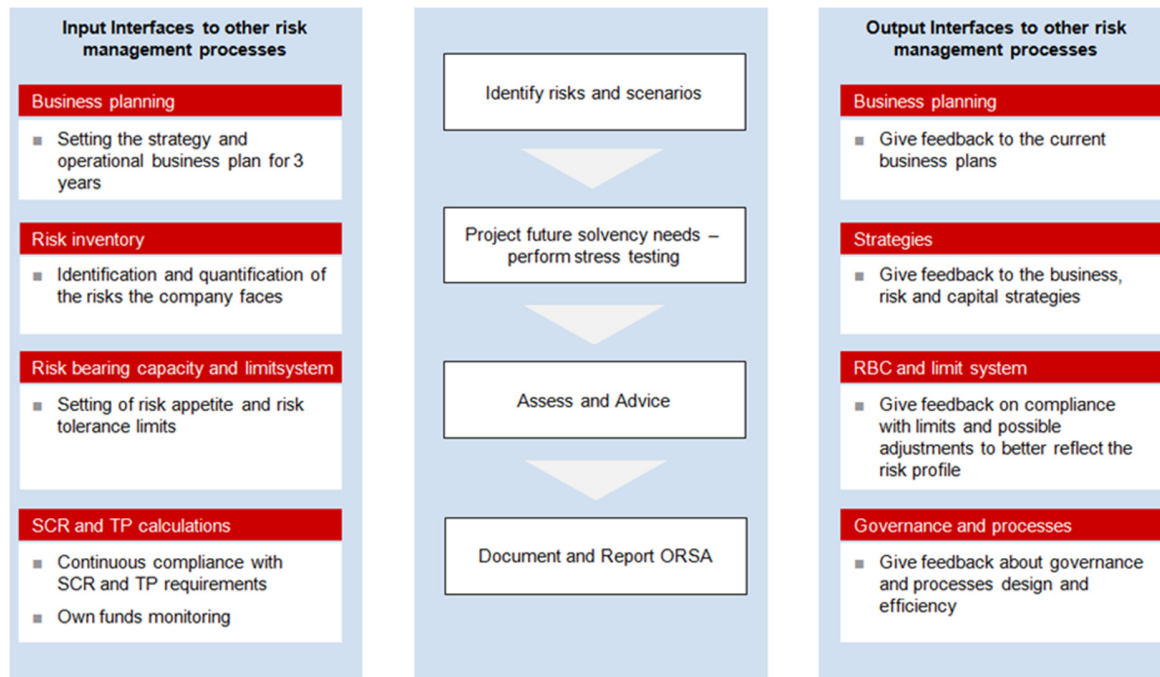 Input Interfaces to other risk
management processes
Business planning
Setting the strategy and
operational business plan for 3
years
Risk inventory
Identification and quantification of
the risks the company faces
Risk bearing capacity and limitsystem
Setting of risk appetite and risk
tolerance limits
SCR and TP calculations
Continuous compliance with
SCR and TP requirements
Own funds monitoring
Identify risks and scenarios
Project future solvency needs –
perform stress testing
Assess and Advice
Document and Report ORSA
Output Interfaces to other risk
management processes
Business planning
Give feedback to the current
business plans
Strategies
Give feedback to the business,
risk and capital strategies
RBC and limit system
Give feedback on compliance
with limits and possible
adjustments to better reflect the
risk profile
Governance and processes
Give feedback about governance
and processes design and
efficiency